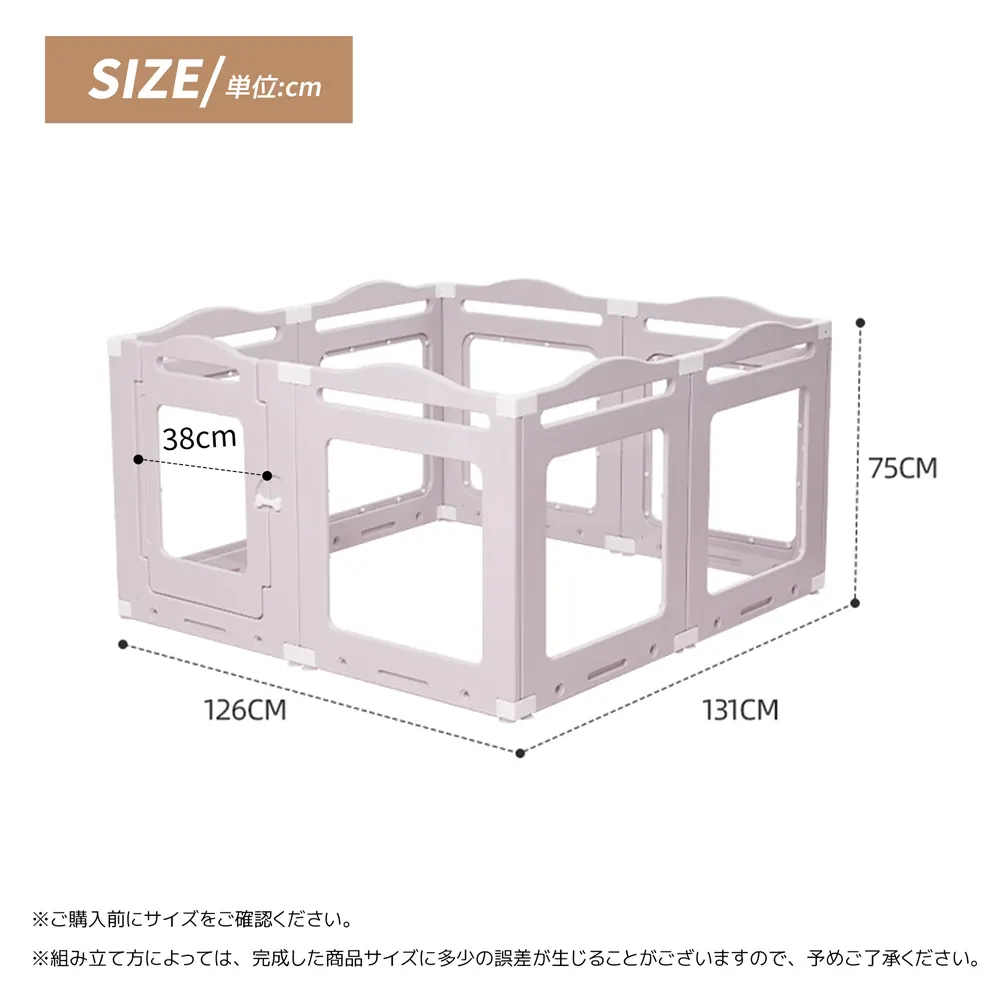 SIZE/単位:cm
38cm
75CM
126CM
131CM
※ご購入前にサイズをご確認ください。
※組み立て方によっては、完成した商品サイズに多少の誤差が生じることがございますので、予めご了承ください。